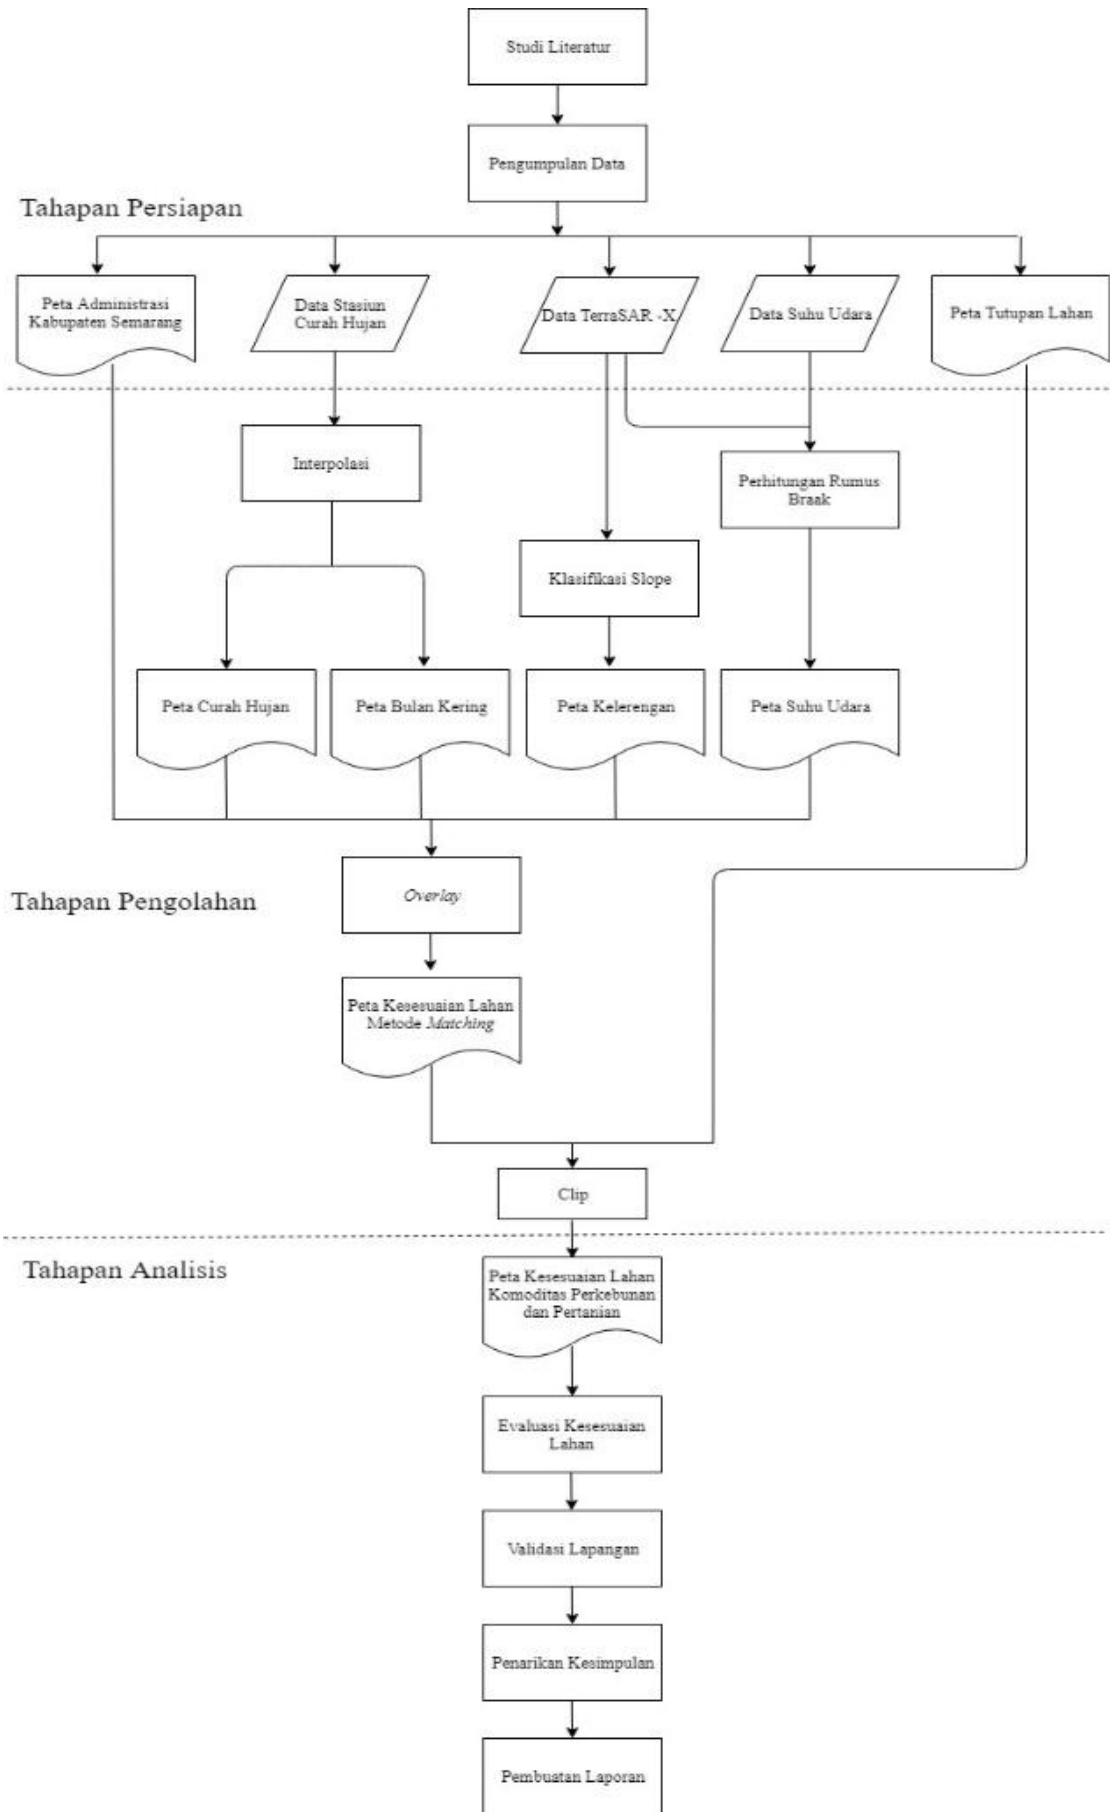 Studi Literatur
Pengumpulan Data
Tahapan Persiapan
Peta Administrasi
Kabupaten Semarang
Data Stasiun
Curah Hujan
Data TerraSAR -X
Data Suhu Udara
Peta Tutupan Lahan
Interpolasi
Perhitungan Rumus
Braak
Klasifikasi Slope
Peta Curah Hujan
Peta Bulan Kering
Peta Kelerengan
Peta Suhu Udara
Overlay
Tahapan Pengolahan
Peta Kesesuaian Lahan
Metode Matching
Clip
Tahapan Analisis
Peta Kesesuaian Lahan
Komoditas Perkebunan
dan Pertanian
Evaluasi Kesesuaian
Lahan
Validasi Lapangan
Penarikan Kesimpulan
Pembuatan Laporan